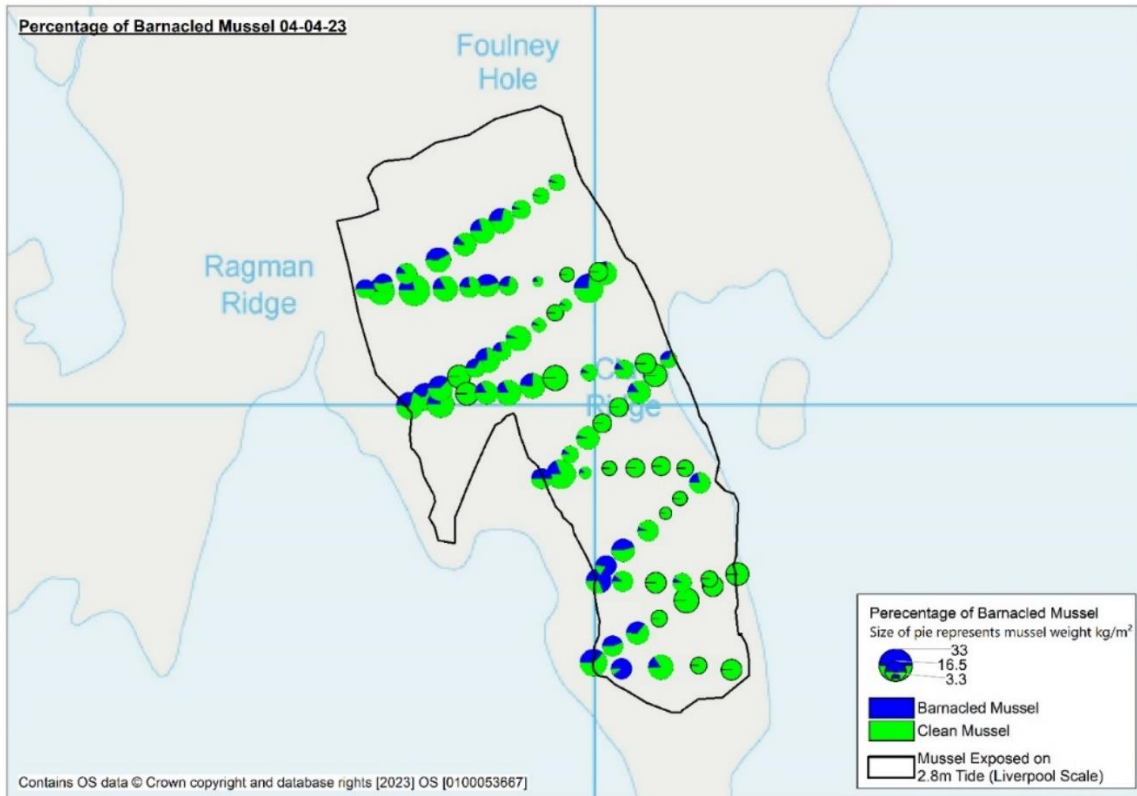 Percentage of Barnacled Mussel 04-04-23
Foulney
Hole
Ragman
Ridge
Ridge
Perecentage of Barnacled Mussel
Size of pie represents mussel weight kg/m²
33
16.5
3.3
Barnacled Mussel
Clean Mussel
Mussel Exposed on
2.8m Tide (Liverpool Scale)
Contains OS data © Crown copyright and database rights [2023] OS [0100053667]